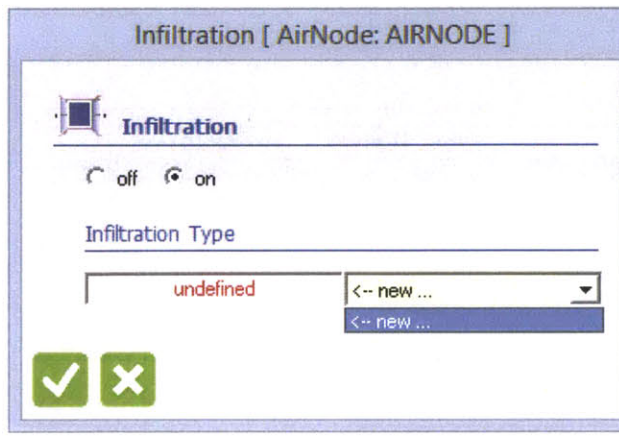 Infiltration [ AirNode: AIRNODE ]
Infiltration
off on
Infiltration Type
undefined <-- new ...
<-- new ...